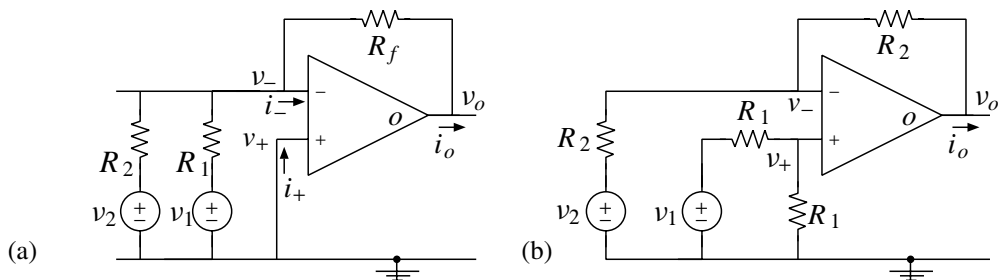 (a)
R_f
v_−
i_−
v_+
i_+
−
+
o
v_o
i_o
R_2
R_1
v_2
+
−
v_1
+
−
(b)
R_2
v_−
R_1
v_+
−
+
o
v_o
i_o
R_2
v_2
+
−
v_1
+
−
R_1